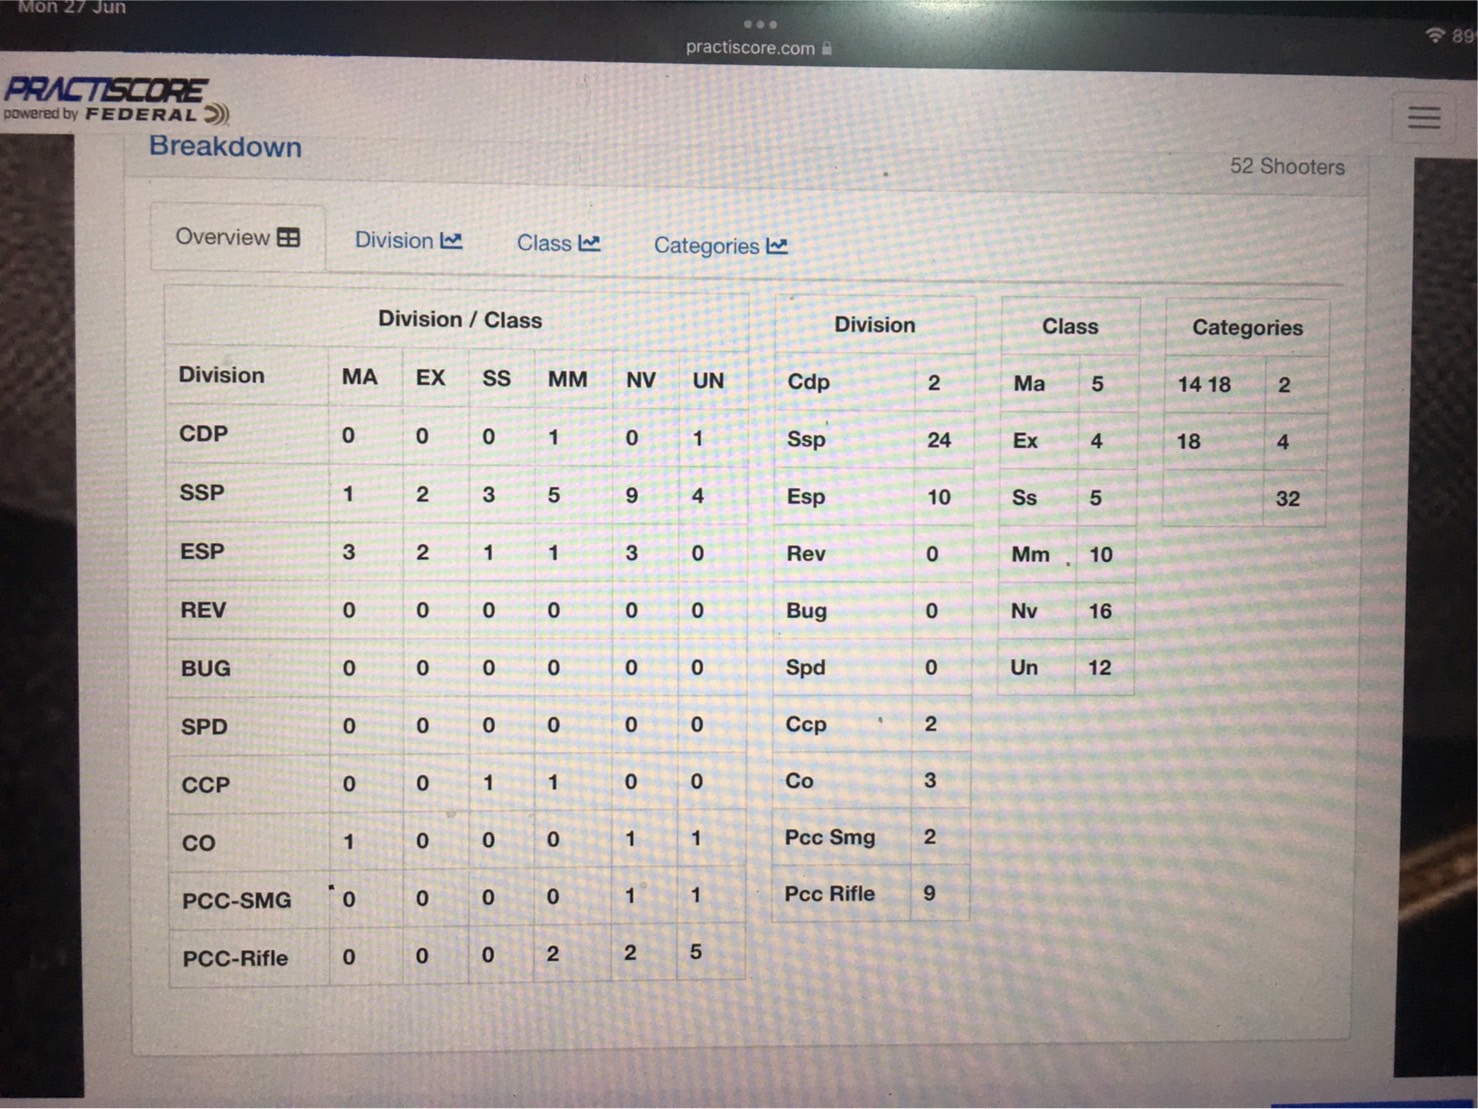 Mon 27 Jun
practiscore.com
PRACTISCORE
powered by FEDERAL
Breakdown
52 Shooters
Overview Division Class Categories
Division / Class
Division MA EX SS MM NV UN
CDP 0 0 0 1 0 1
SSP 1 2 3 5 9 4
ESP 3 2 1 1 3 0
REV 0 0 0 0 0 0
BUG 0 0 0 0 0 0
SPD 0 0 0 0 0 0
CCP 0 0 1 1 0 0
CO 1 0 0 0 1 1
PCC-SMG 0 0 0 0 1 1
PCC-Rifle 0 0 0 2 2 5
Division
Cdp 2
Ssp 24
Esp 10
Rev 0
Bug 0
Spd 0
Ccp 2
Co 3
Pcc Smg 2
Pcc Rifle 9
Class
Ma 5
Ex 4
Ss 5
Mm 10
Nv 16
Un 12
Categories
14 18 2
18 4
32